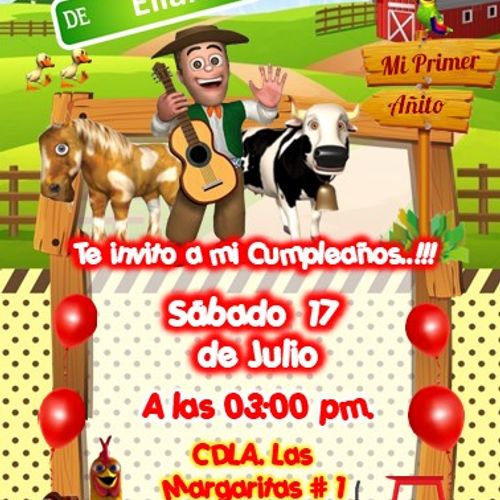 DE
Mi Primer
Añito
Te invito a mi Cumpleaños..!!!
Sábado 17
de Julio
A las 03:00 pm.
CDLA. Las
Margaritas # 1